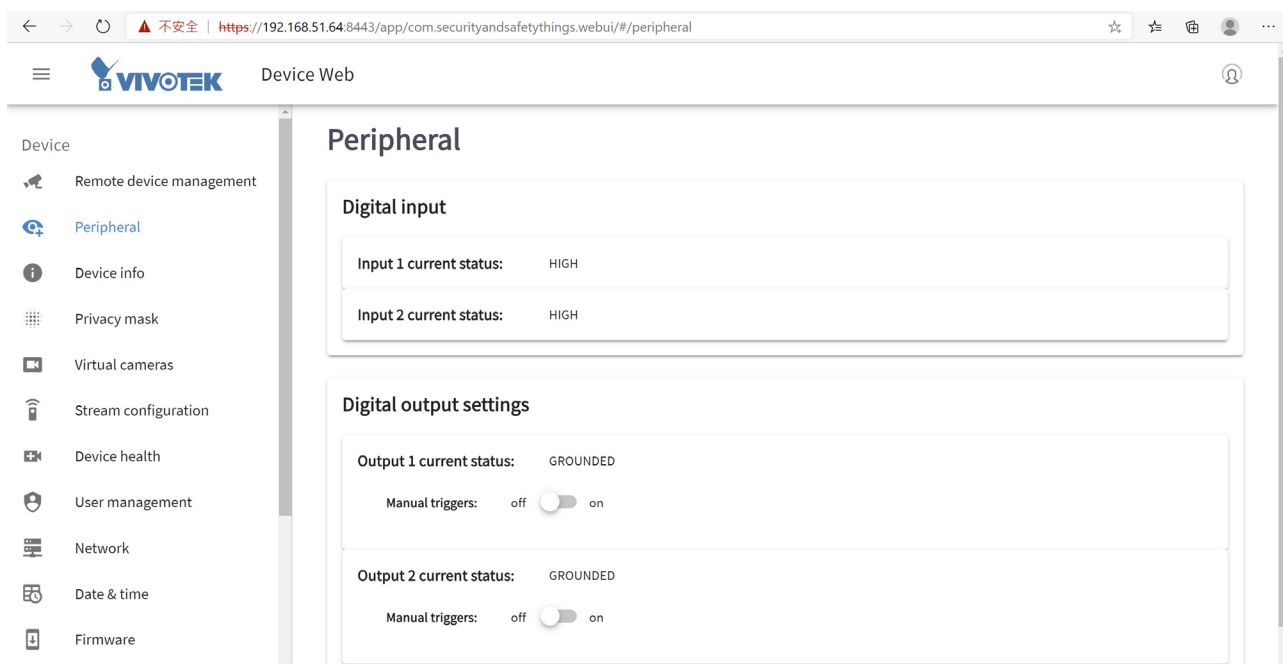 不安全 | https://192.168.51.64:8443/app/com.securityandsafetythings.webui/#/peripheral
VIVOTEK Device Web
Device
Remote device management
Peripheral
Device info
Privacy mask
Virtual cameras
Stream configuration
Device health
User management
Network
Date & time
Firmware
Peripheral
Digital input
Input 1 current status: HIGH
Input 2 current status: HIGH
Digital output settings
Output 1 current status: GROUNDED
Manual triggers: off on
Output 2 current status: GROUNDED
Manual triggers: off on